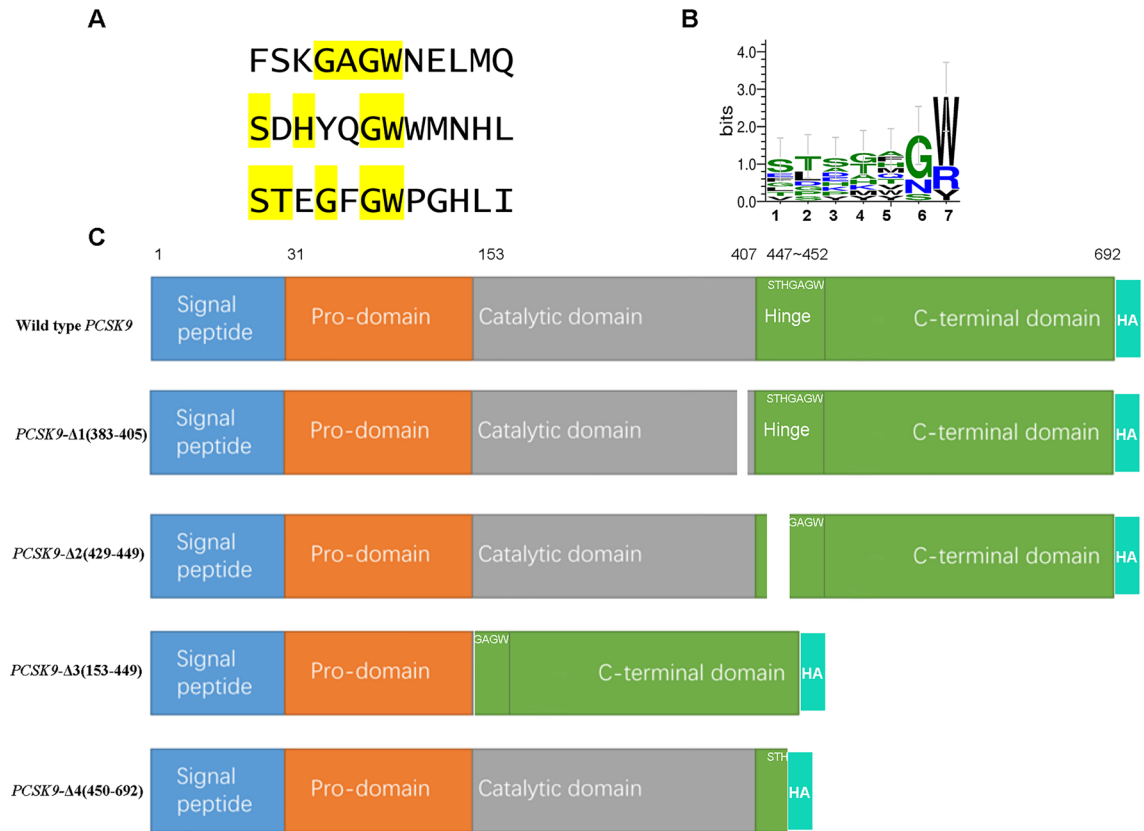 A
FSKGAGWNELMQ
SDHYQGWWMNHL
STEGFGWPGHLI
B
bits
4.0
3.0
2.0
1.0
0.0
1 2 3 4 5 6 7
C
1 31 153 407 447~452 692
Wild type PCSK9
Signal
peptide
Pro-domain
Catalytic domain
STHGAGW
Hinge
C-terminal domain
HA
PCSK9-Δ1(383-405)
Signal
peptide
Pro-domain
Catalytic domain
STHGAGW
Hinge
C-terminal domain
HA
PCSK9-Δ2(429-449)
Signal
peptide
Pro-domain
Catalytic domain
GAGW
C-terminal domain
HA
PCSK9-Δ3(153-449)
Signal
peptide
Pro-domain
GAGW
C-terminal domain
HA
PCSK9-Δ4(450-692)
Signal
peptide
Pro-domain
Catalytic domain
STH
HA